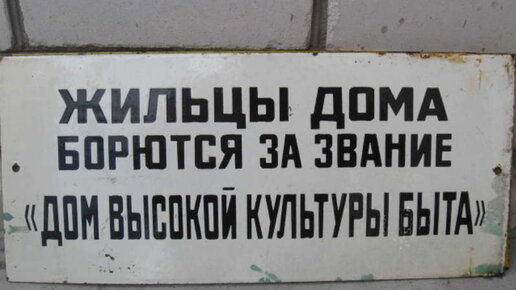 ЖИЛЬЦЫ ДОМА
БОРЮТСЯ ЗА ЗВАНИЕ
«ДОМ ВЫСОКОЙ КУЛЬТУРЫ БЫТА»